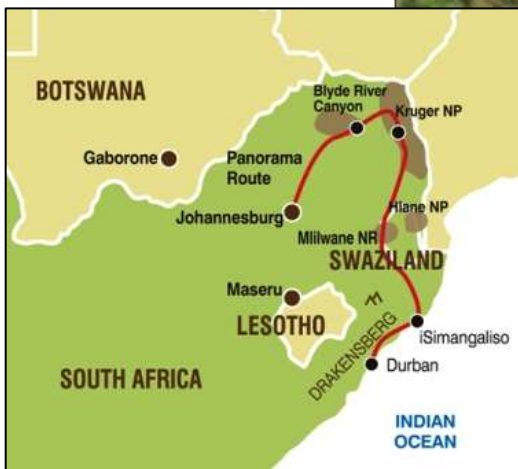 BOTSWANA
Blyde River
Canyon
Kruger NP
Gaborone
Panorama
Route
Johannesburg
Hlane NP
Mlilwane NR
SWAZILAND
Maseru
LESOTHO
iSimangaliso
DRAKENSBERG
Durban
SOUTH AFRICA
INDIAN
OCEAN